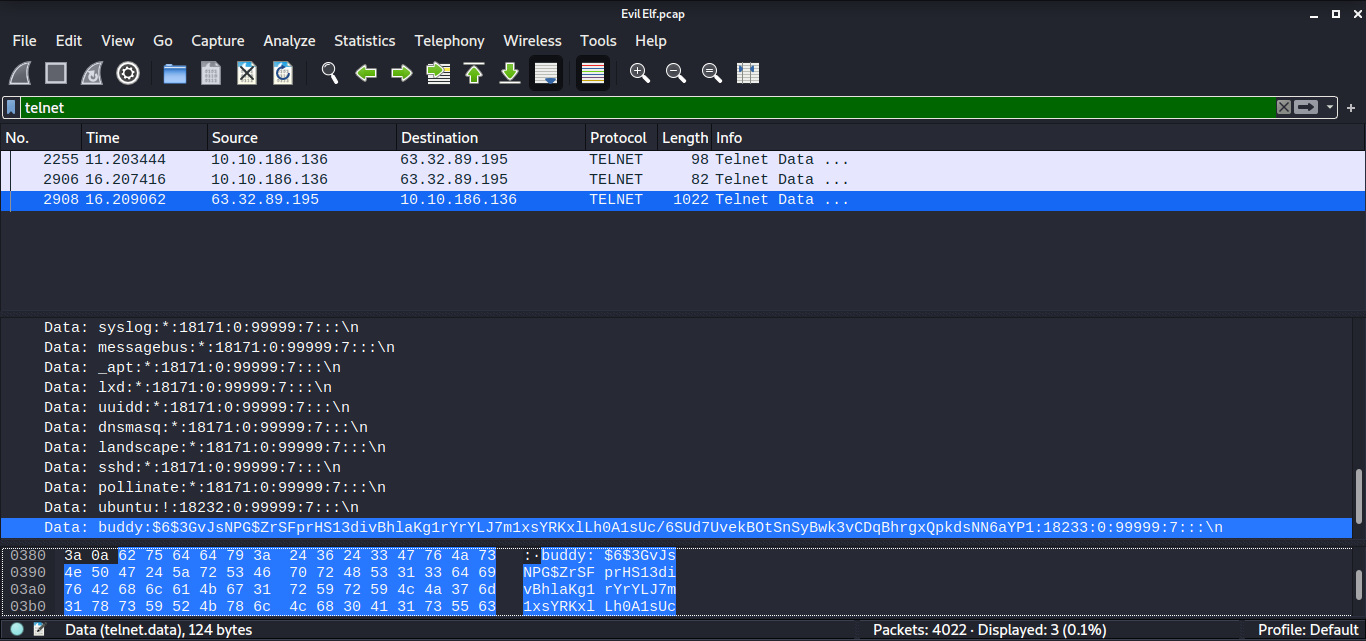 Evil Elf.pcap
File Edit View Go Capture Analyze Statistics Telephony Wireless Tools Help
telnet
No. Time Source Destination Protocol Length Info
2255 11.203444 10.10.186.136 63.32.89.195 TELNET 98 Telnet Data ...
2906 16.207416 10.10.186.136 63.32.89.195 TELNET 82 Telnet Data ...
2908 16.209062 63.32.89.195 10.10.186.136 TELNET 1022 Telnet Data ...
Data: syslog:*:18171:0:99999:7:::\n
Data: messagebus:*:18171:0:99999:7:::\n
Data: _apt:*:18171:0:99999:7:::\n
Data: lxd:*:18171:0:99999:7:::\n
Data: uuidd:*:18171:0:99999:7:::\n
Data: dnsmasq:*:18171:0:99999:7:::\n
Data: landscape:*:18171:0:99999:7:::\n
Data: sshd:*:18171:0:99999:7:::\n
Data: pollinate:*:18171:0:99999:7:::\n
Data: ubuntu:!:18232:0:99999:7:::\n
Data: buddy:$6$3GvJsNPG$ZrSFprHS13divBhlaKg1rYrYLJ7m1xsYRKxlLh0A1sUc/6SUd7UvekBOtSnSyBwk3vCDqBhrgxQpkdsNN6aYP1:18233:0:99999:7:::\n
0380 3a 0a 62 75 64 64 79 3a 24 36 24 33 47 76 4a 73 :·buddy: $6$3GvJs
0390 4e 50 47 24 5a 72 53 46 70 72 48 53 31 33 64 69 NPG$ZrSF prHS13di
03a0 76 42 68 6c 61 4b 67 31 72 59 72 59 4c 4a 37 6d vBhlaKg1 rYrYLJ7m
03b0 31 78 73 59 52 4b 78 6c 4c 68 30 41 31 73 55 63 1xsYRKxl Lh0A1sUc
Data (telnet.data), 124 bytes Packets: 4022 · Displayed: 3 (0.1%) Profile: Default